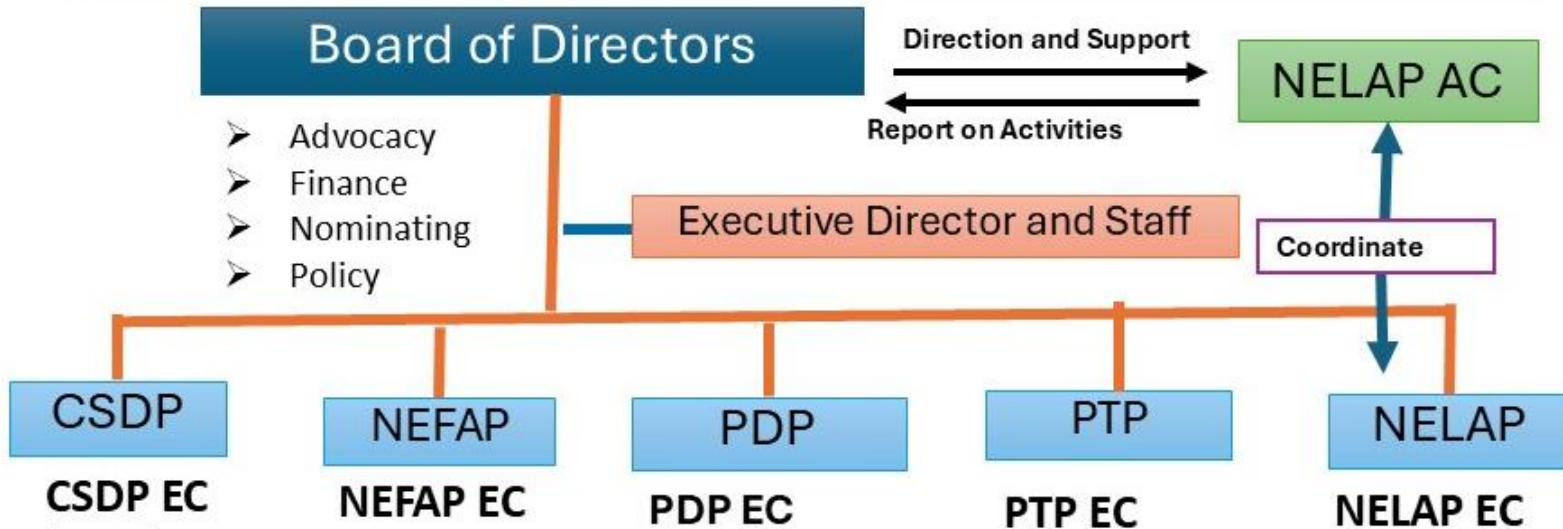 Board of Directors
Direction and Support
NELAP AC
Report on Activities
➤ Advocacy
➤ Finance
➤ Nominating
➤ Policy
Executive Director and Staff
Coordinate
CSDP
NEFAP
PDP
PTP
NELAP
CSDP EC
NEFAP EC
PDP EC
PTP EC
NELAP EC